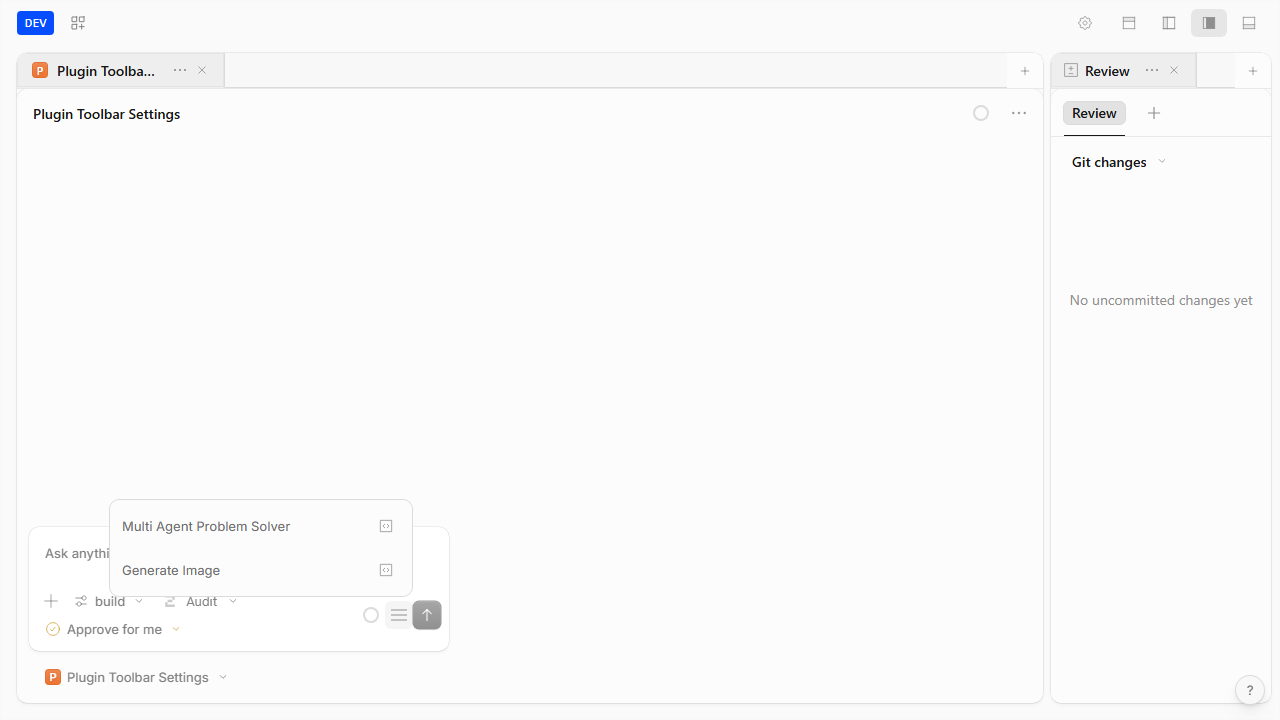 DEV
P Plugin Toolba...
Review
Plugin Toolbar Settings
Review
Git changes
No uncommitted changes yet
Multi Agent Problem Solver
Ask anythi
Generate Image
build
Audit
Approve for me
P Plugin Toolbar Settings
?